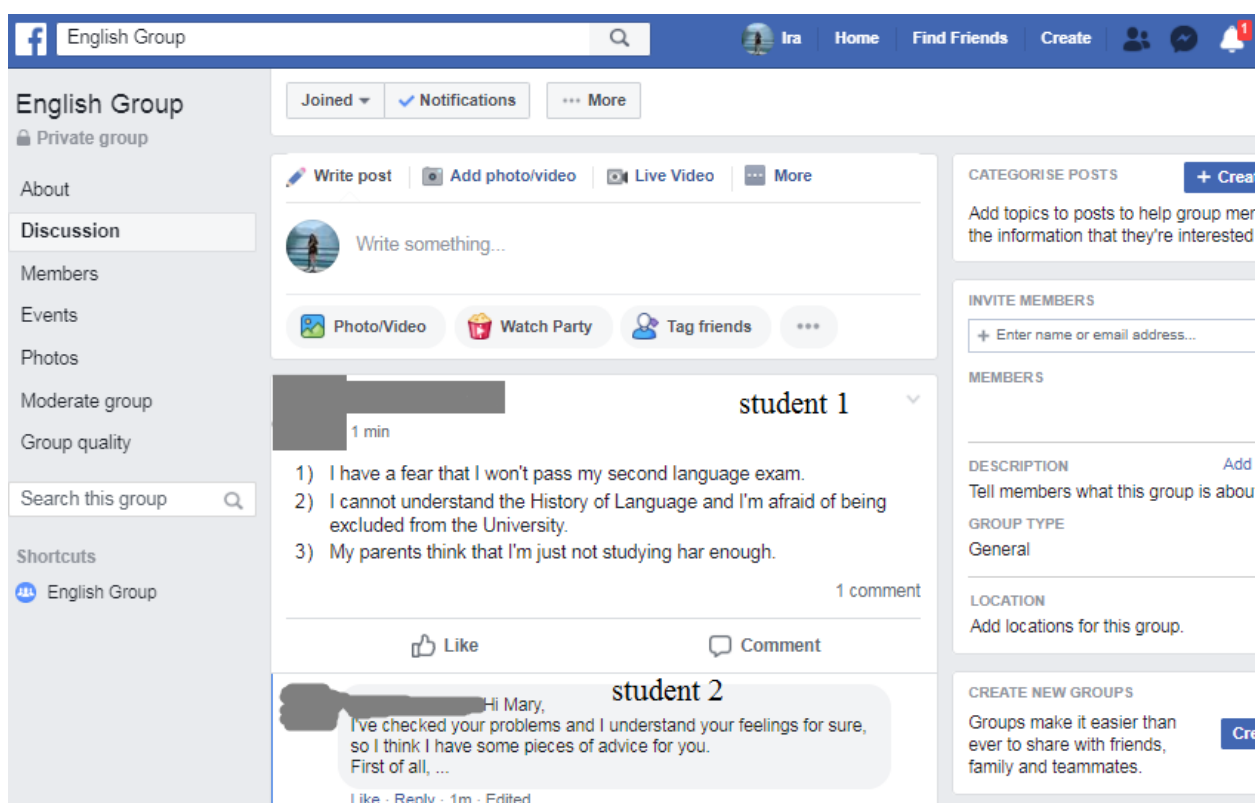 English Group
Ira
Home
Find Friends
Create
1
English Group
Private group
About
Discussion
Members
Events
Photos
Moderate group
Group quality
Search this group
Shortcuts
English Group
Joined
Notifications
More
Write post
Add photo/video
Live Video
More
Write something...
Photo/Video
Watch Party
Tag friends
student 1
1 min
1) I have a fear that I won't pass my second language exam.
2) I cannot understand the History of Language and I'm afraid of being
excluded from the University.
3) My parents think that I'm just not studying har enough.
1 comment
Like
Comment
student 2
Hi Mary,
I've checked your problems and I understand your feelings for sure,
so I think I have some pieces of advice for you.
First of all, ...
Like · Reply · 1m · Edited
CATEGORISE POSTS
+ Crea
Add topics to posts to help group mer
the information that they're interested
INVITE MEMBERS
+ Enter name or email address...
MEMBERS
DESCRIPTION
Add
Tell members what this group is abou
GROUP TYPE
General
LOCATION
Add locations for this group.
CREATE NEW GROUPS
Groups make it easier than
ever to share with friends,
family and teammates.
Cre